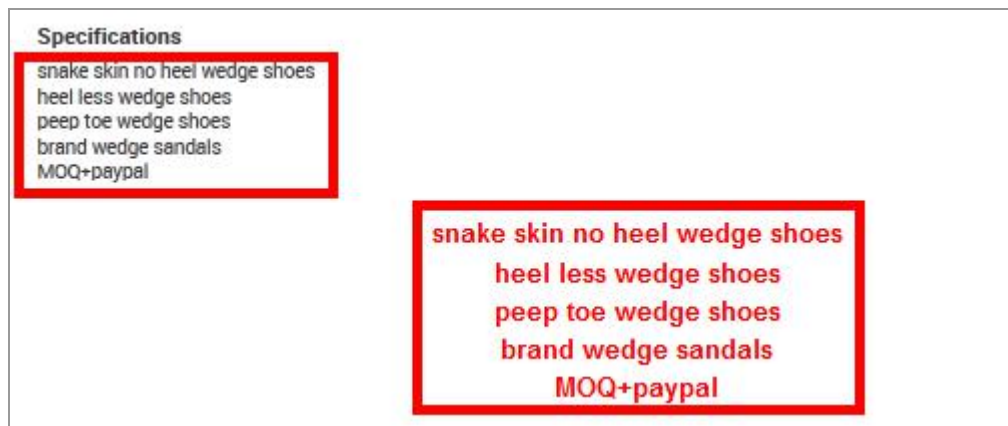 Specifications
snake skin no heel wedge shoes
heel less wedge shoes
peep toe wedge shoes
brand wedge sandals
MOQ+paypal
snake skin no heel wedge shoes
heel less wedge shoes
peep toe wedge shoes
brand wedge sandals
MOQ+paypal